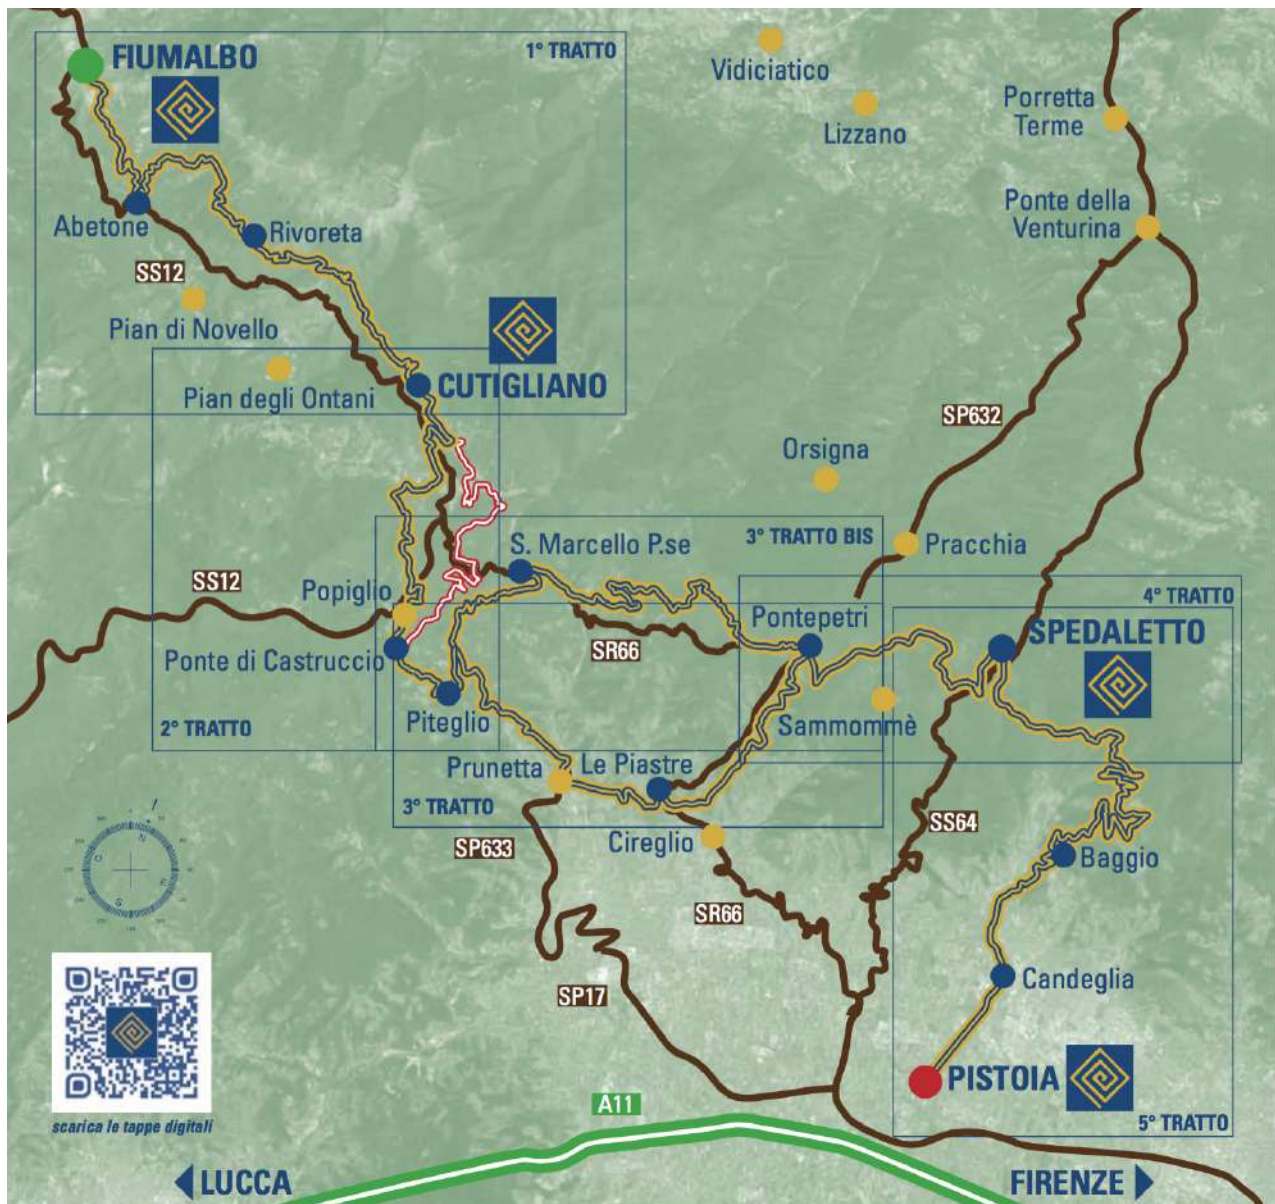 1° TRATTO
FIUMALBO
Vidiciatico
Lizzano
Porretta
Terme
Abetone
Rivoreta
Ponte della
Venturina
SS12
Pian di Novello
Pian degli Ontani
CUTIGLIANO
SP632
Orsigna
3° TRATTO BIS
S. Marcello P.se
Pracchia
SS12
Popiglio
4° TRATTO
Pontepetri
SPEDALETTO
Ponte di Castruccio
SR66
Piteglio
2° TRATTO
Sammommè
Prunetta
Le Piastre
3° TRATTO
SP633
Cireglio
SS64
Baggio
N
O
E
S
SR66
SP17
Candeglia
PISTOIA
A11
5° TRATTO
scarica le tappe digitali
LUCCA
FIRENZE